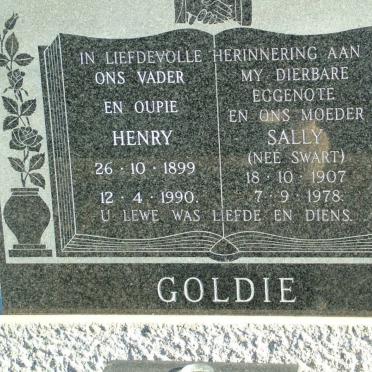 IN LIEFDEVOLLE HERINNERING AAN
ONS VADER
EN OUPIE
HENRY
26 · 10 · 1899
12 · 4 · 1990.
MY DIERBARE
EGGENOTE
EN ONS MOEDER
SALLY
(NEÉ SWART)
18 · 10 · 1907
7 · 9 · 1978.
U LEWE WAS LIEFDE EN DIENS.
GOLDIE